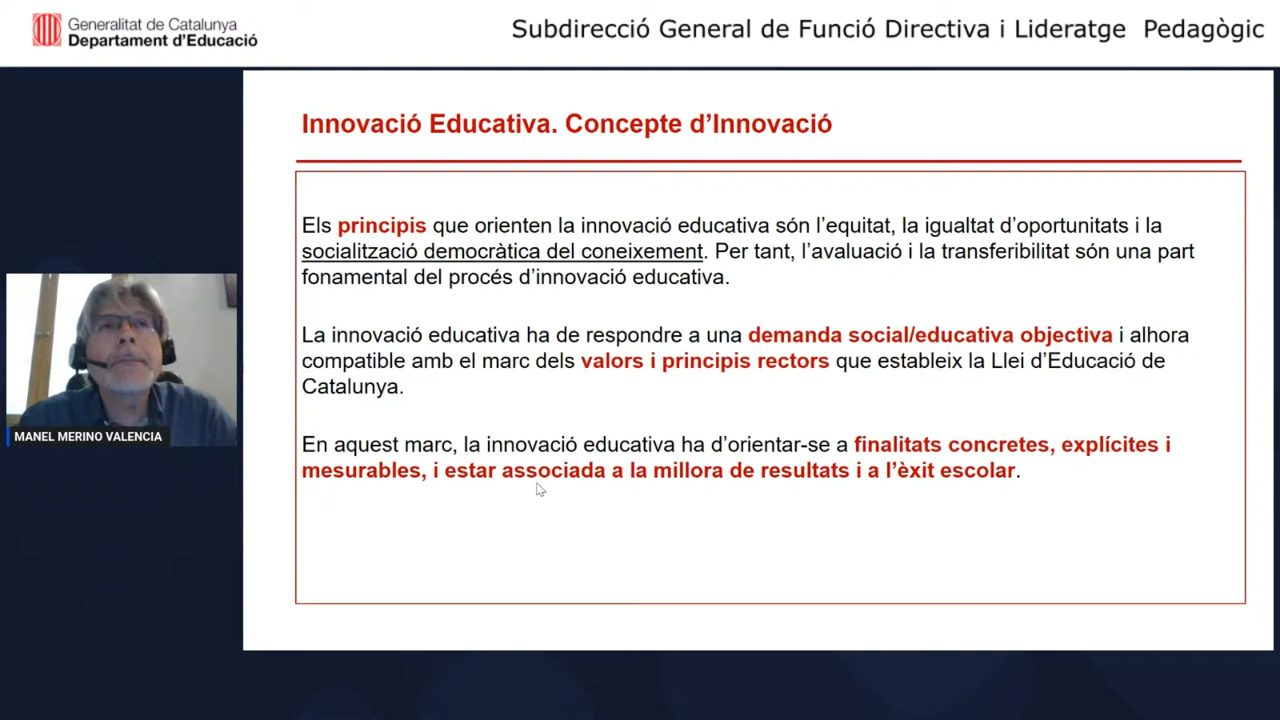 Generalitat de Catalunya
Departament d'Educació
Subdirecció General de Funció Directiva i Lideratge Pedagògic
Innovació Educativa. Concepte d’Innovació
Els principis que orienten la innovació educativa són l’equitat, la igualtat d’oportunitats i la
socialització democràtica del coneixement. Per tant, l’avaluació i la transferibilitat són una part
fonamental del procés d’innovació educativa.
La innovació educativa ha de respondre a una demanda social/educativa objectiva i alhora
compatible amb el marc dels valors i principis rectors que estableix la Llei d’Educació de
Catalunya.
En aquest marc, la innovació educativa ha d’orientar-se a finalitats concretes, explícites i
mesurables, i estar associada a la millora de resultats i a l’èxit escolar.
MANEL MERINO VALENCIA